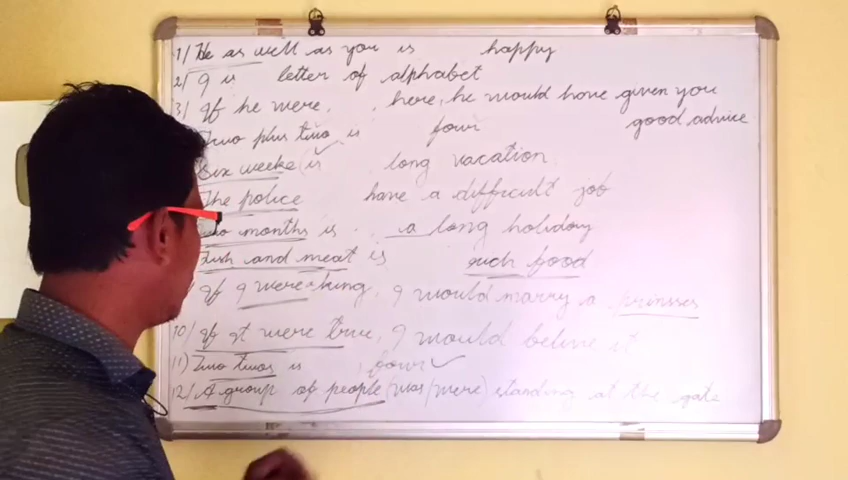 1/ He as well as you is happy
2/ I is letter of alphabet
3/ If he were here, he would have given you
good advice
Two plus two is four
Six weeks is long vacation
The police have a difficult job
months is a long holiday
Fish and meat is such food
If I were king, I would marry a
10/ If it were true, I would believe it
11) Two twos is four
12/ A group of people (was/were) standing at the gate